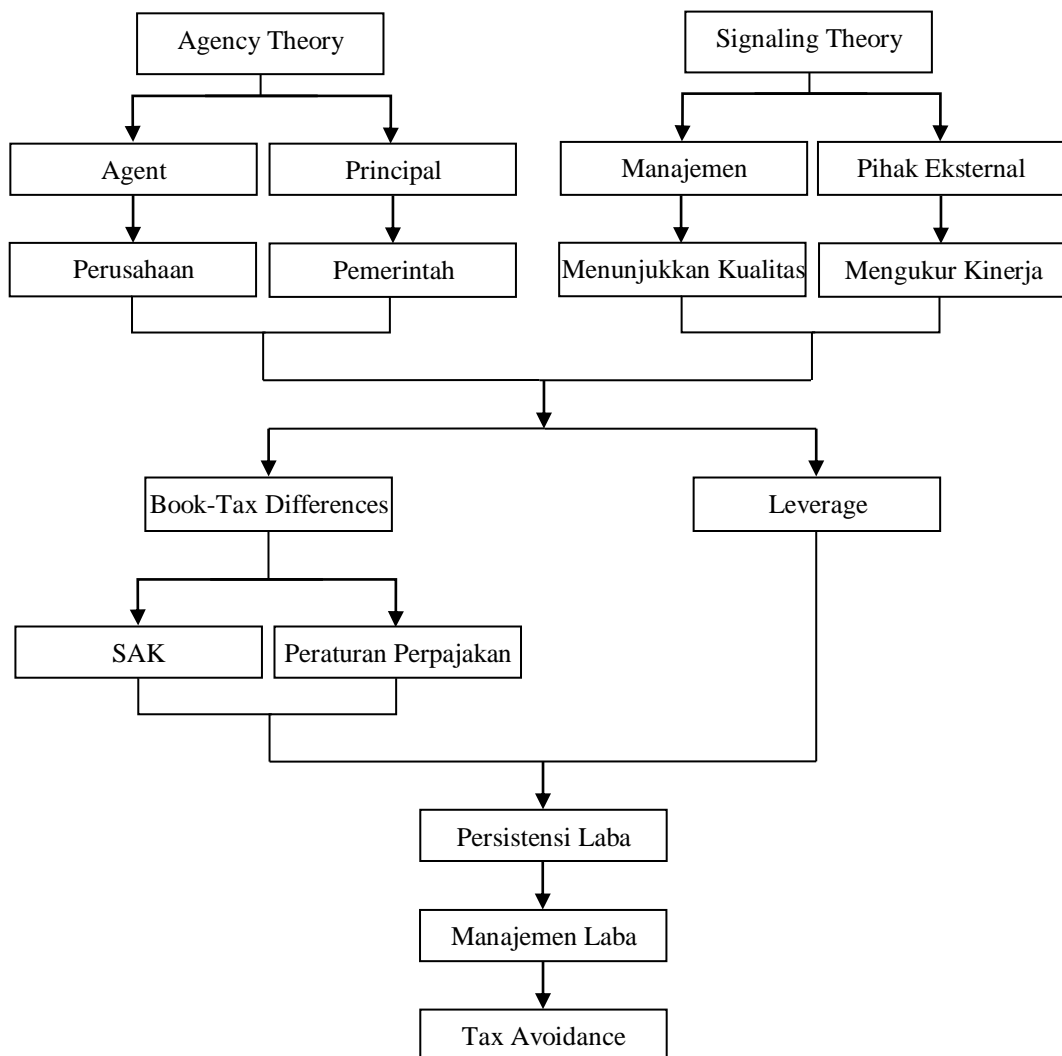 Agency Theory
Signaling Theory
Agent
Principal
Manajemen
Pihak Eksternal
Perusahaan
Pemerintah
Menunjukkan Kualitas
Mengukur Kinerja
Book-Tax Differences
Leverage
SAK
Peraturan Perpajakan
Persistensi Laba
Manajemen Laba
Tax Avoidance